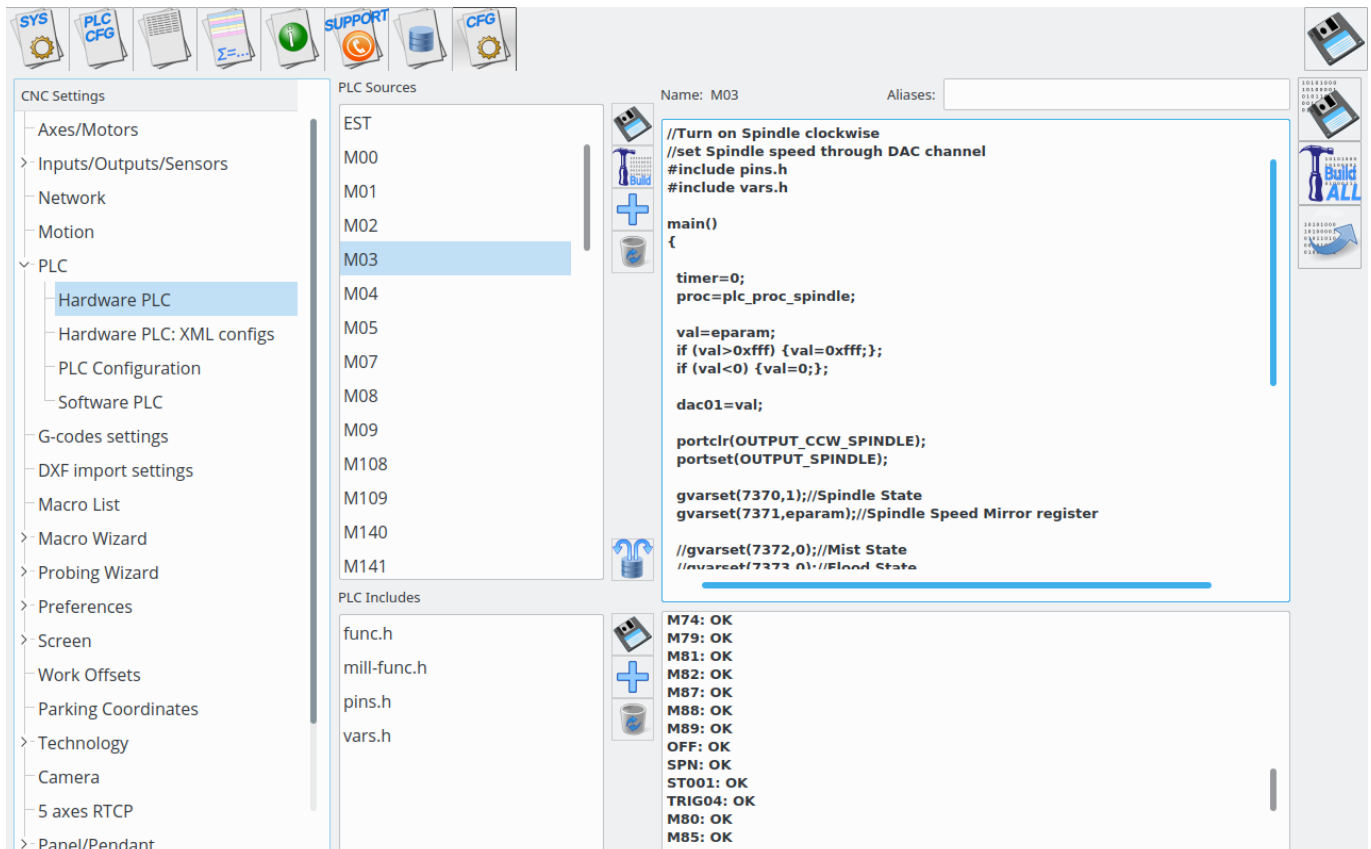 SYS
PLC
CFG
Σ=...
SUPPORT
CFG
CNC Settings
Axes/Motors
Inputs/Outputs/Sensors
Network
Motion
PLC
Hardware PLC
Hardware PLC: XML configs
PLC Configuration
Software PLC
G-codes settings
DXF import settings
Macro List
Macro Wizard
Probing Wizard
Preferences
Screen
Work Offsets
Parking Coordinates
Technology
Camera
5 axes RTCP
Panel/Pendant
PLC Sources
EST
M00
M01
M02
M03
M04
M05
M07
M08
M09
M108
M109
M140
M141
Build
PLC Includes
func.h
mill-func.h
pins.h
vars.h
Name: M03
Aliases:
//Turn on Spindle clockwise
//set Spindle speed through DAC channel
#include pins.h
#include vars.h
main()
{
timer=0;
proc=plc_proc_spindle;
val=eparam;
if (val>0xfff) {val=0xfff;};
if (val<0) {val=0;};
dac01=val;
portclr(OUTPUT_CCW_SPINDLE);
portset(OUTPUT_SPINDLE);
gvarset(7370,1);//Spindle State
gvarset(7371,eparam);//Spindle Speed Mirror register
//gvarset(7372,0);//Mist State
//gvarset(7373,0);//Flood State
M74: OK
M79: OK
M81: OK
M82: OK
M87: OK
M88: OK
M89: OK
OFF: OK
SPN: OK
ST001: OK
TRIG04: OK
M80: OK
M85: OK
Build
ALL